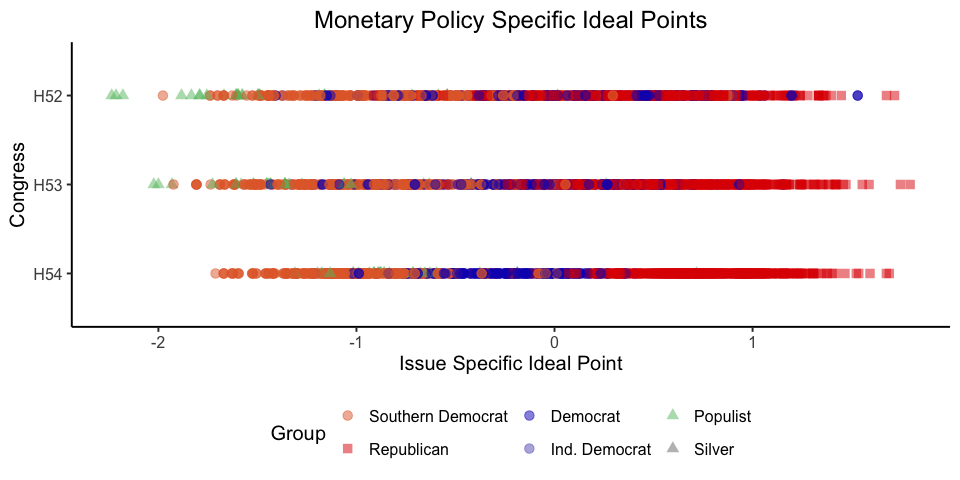 Monetary Policy Specific Ideal Points
Congress
H52
H53
H54
-2 -1 0 1
Issue Specific Ideal Point
Group
Southern Democrat Democrat Populist
Republican Ind. Democrat Silver